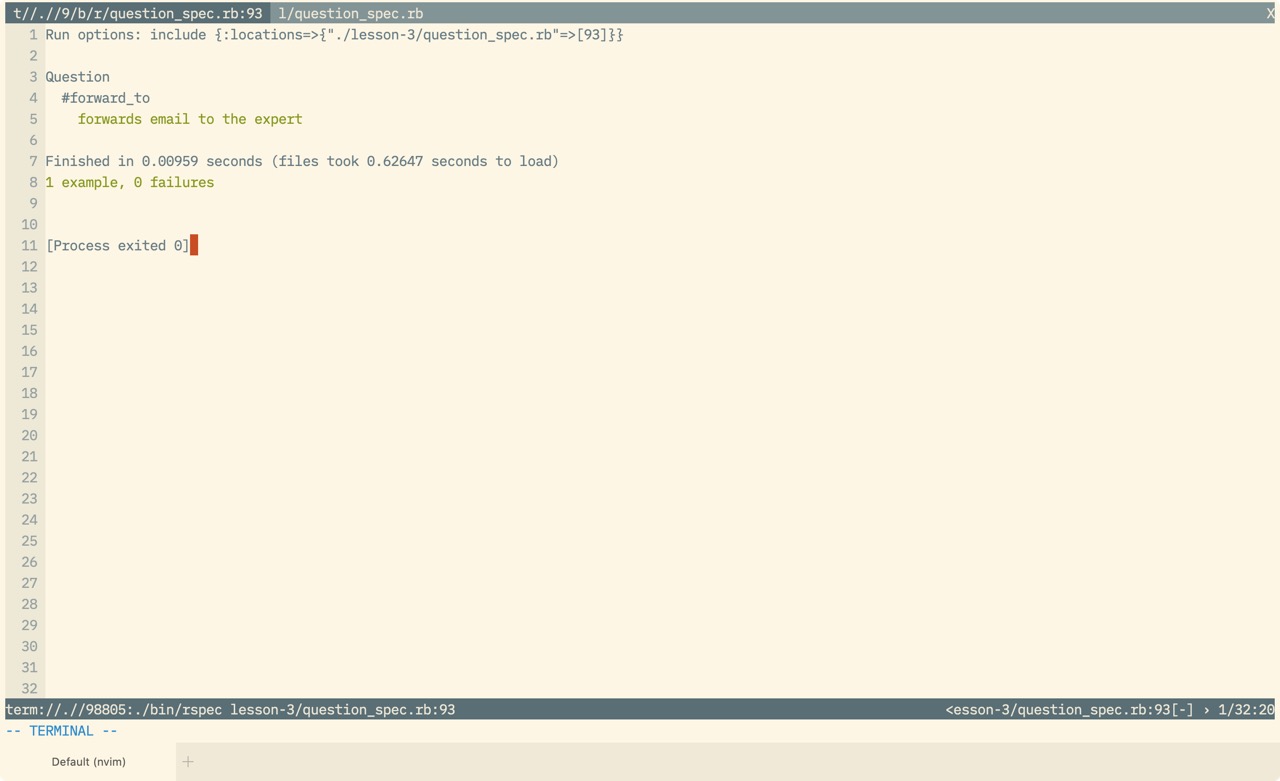 t//.//9/b/r/question_spec.rb:93 l/question_spec.rb X
1 Run options: include {:locations=>{"./lesson-3/question_spec.rb"=>[93]}}
2
3 Question
4   #forward_to
5     forwards email to the expert
6
7 Finished in 0.00959 seconds (files took 0.62647 seconds to load)
8 1 example, 0 failures
9
10
11 [Process exited 0]
12
13
14
15
16
17
18
19
20
21
22
23
24
25
26
27
28
29
30
31
32
term://.//98805:./bin/rspec lesson-3/question_spec.rb:93 <esson-3/question_spec.rb:93[-] › 1/32:20
-- TERMINAL --
Default (nvim) +